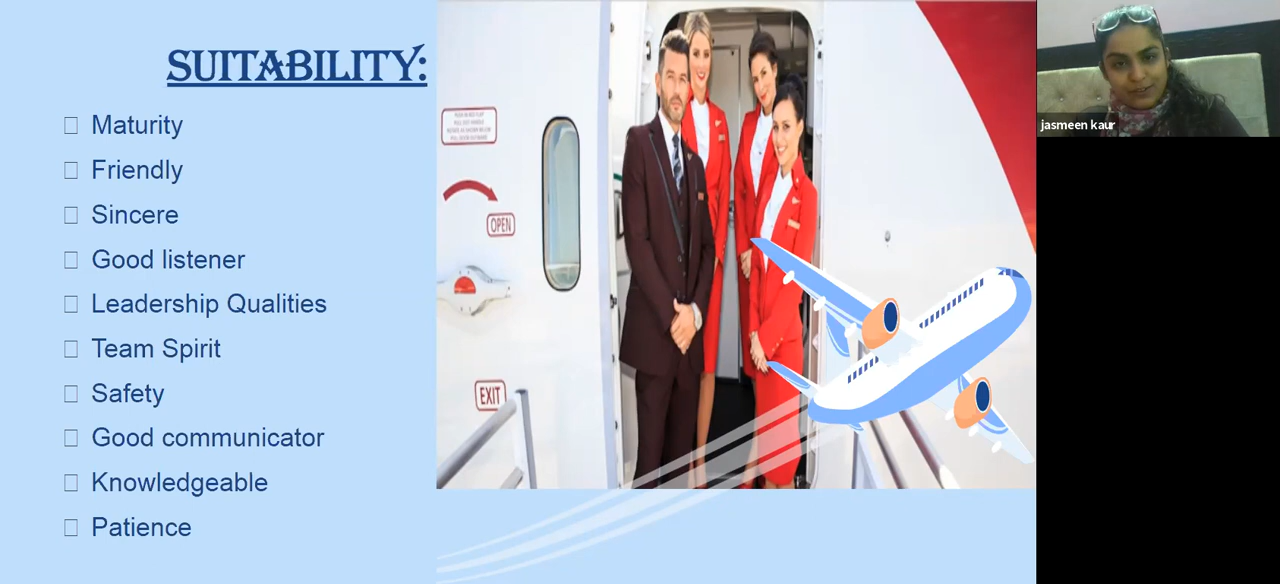 SUITABILITY:
Maturity
Friendly
Sincere
Good listener
Leadership Qualities
Team Spirit
Safety
Good communicator
Knowledgeable
Patience
OPEN
EXIT
jasmeen kaur